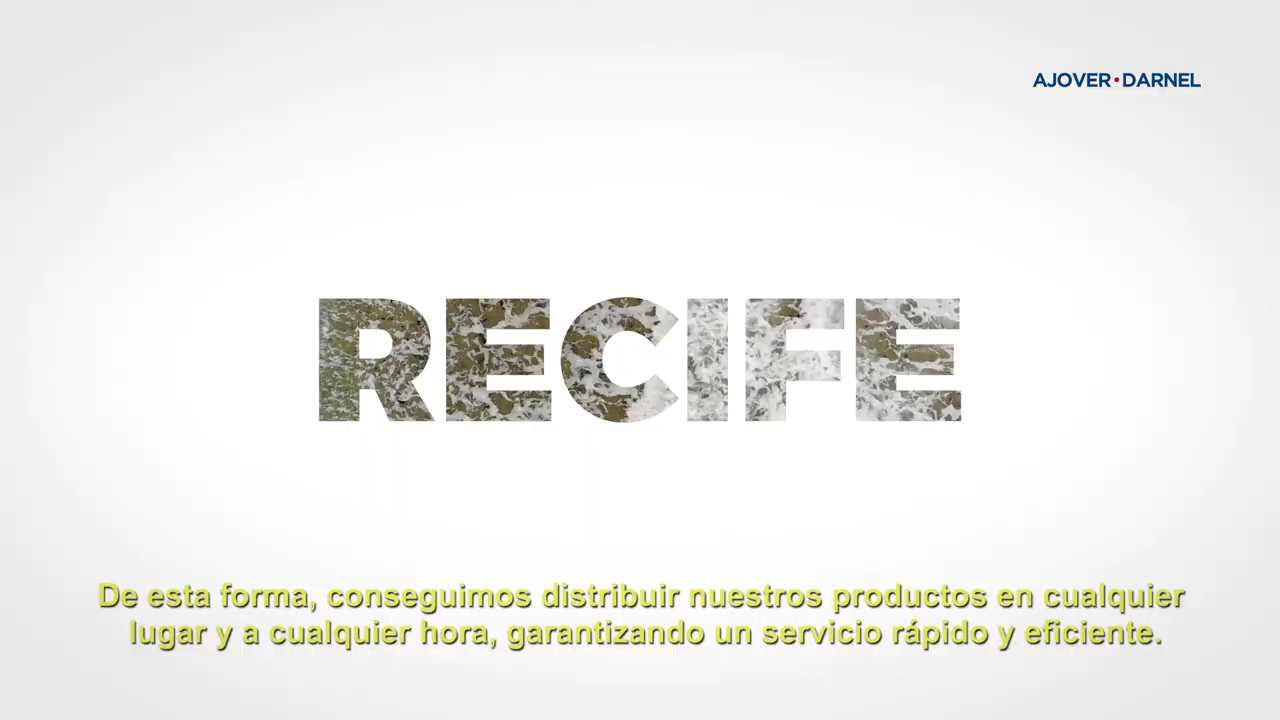 AJOVER•DARNEL
RECIFE
De esta forma, conseguimos distribuir nuestros productos en cualquier
lugar y a cualquier hora, garantizando un servicio rápido y eficiente.